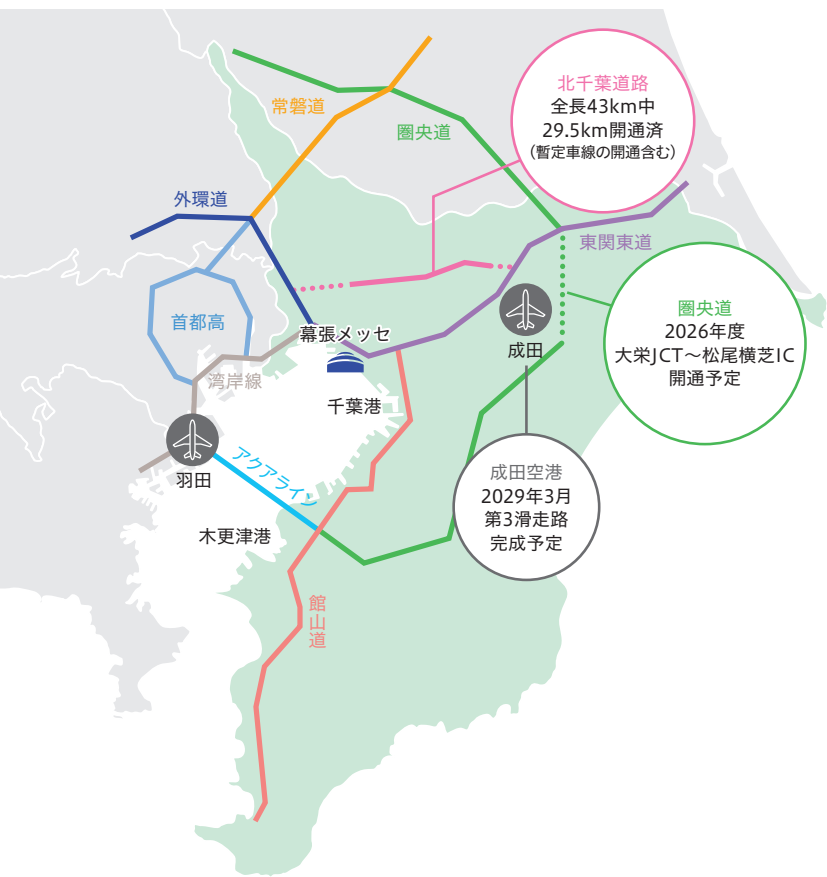 北千葉道路
全長43km中
29.5km開通済
(暫定車線の開通含む)
常磐道
圏央道
外環道
東関東道
圏央道
2026年度
大栄JCT～松尾横芝IC
開通予定
首都高
幕張メッセ
成田
湾岸線
千葉港
羽田
アクアライン
成田空港
2029年3月
第3滑走路
完成予定
木更津港
館山道